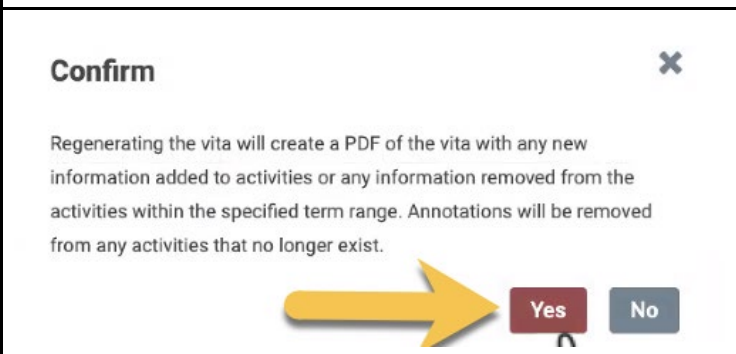 Confirm
Regenerating the vita will create a PDF of the vita with any new
information added to activities or any information removed from the
activities within the specified term range. Annotations will be removed
from any activities that no longer exist.
Yes No